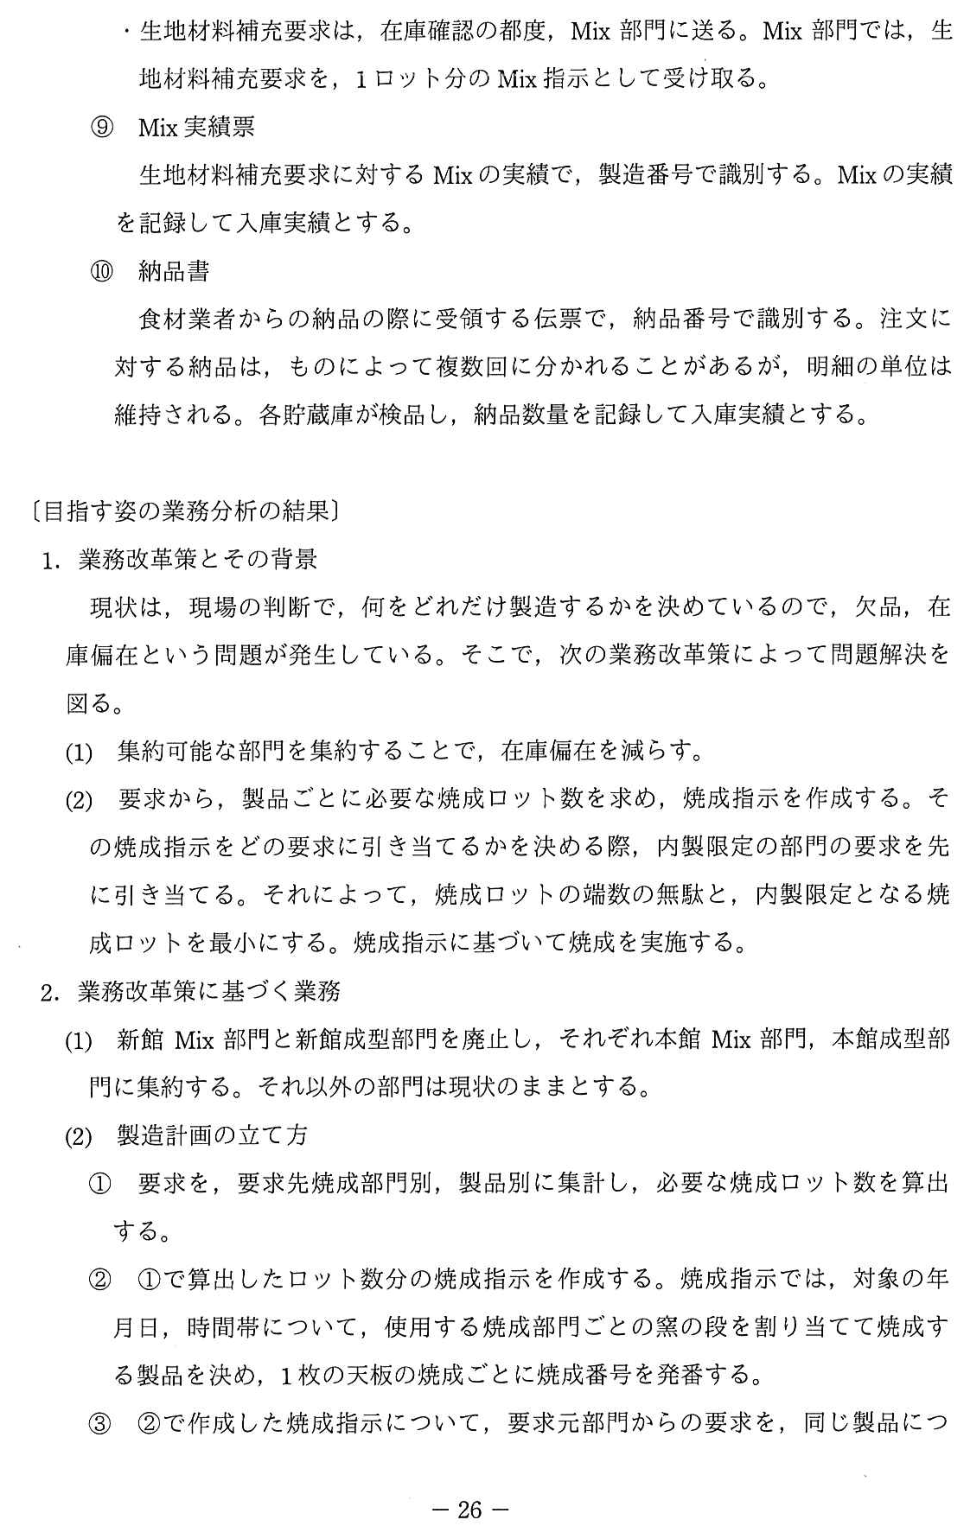 ・生地材料補充要求は，在庫確認の都度，Mix 部門に送る。Mix 部門では，生
地材料補充要求を，1ロット分の Mix 指示として受け取る。
⑨ Mix 実績票
生地材料補充要求に対する Mix の実績で，製造番号で識別する。Mix の実績
を記録して入庫実績とする。
⑩ 納品書
食材業者からの納品の際に受領する伝票で，納品番号で識別する。注文に
対する納品は，ものによって複数回に分かれることがあるが，明細の単位は
維持される。各貯蔵庫が検品し，納品数量を記録して入庫実績とする。
〔目指す姿の業務分析の結果〕
1．業務改革策とその背景
現状は，現場の判断で，何をどれだけ製造するかを決めているので，欠品，在
庫偏在という問題が発生している。そこで，次の業務改革策によって問題解決を
図る。
(1) 集約可能な部門を集約することで，在庫偏在を減らす。
(2) 要求から，製品ごとに必要な焼成ロット数を求め，焼成指示を作成する。そ
の焼成指示をどの要求に引き当てるかを決める際，内製限定の部門の要求を先
に引き当てる。それによって，焼成ロットの端数の無駄と，内製限定となる焼
成ロットを最小にする。焼成指示に基づいて焼成を実施する。
2．業務改革策に基づく業務
(1) 新館 Mix 部門と新館成型部門を廃止し，それぞれ本館 Mix 部門，本館成型部
門に集約する。それ以外の部門は現状のままとする。
(2) 製造計画の立て方
① 要求を，要求先焼成部門別，製品別に集計し，必要な焼成ロット数を算出
する。
② ①で算出したロット数分の焼成指示を作成する。焼成指示では，対象の年
月日，時間帯について，使用する焼成部門ごとの窯の段を割り当てて焼成す
る製品を決め，1枚の天板の焼成ごとに焼成番号を発番する。
③ ②で作成した焼成指示について，要求元部門からの要求を，同じ製品につ
－ 26 －